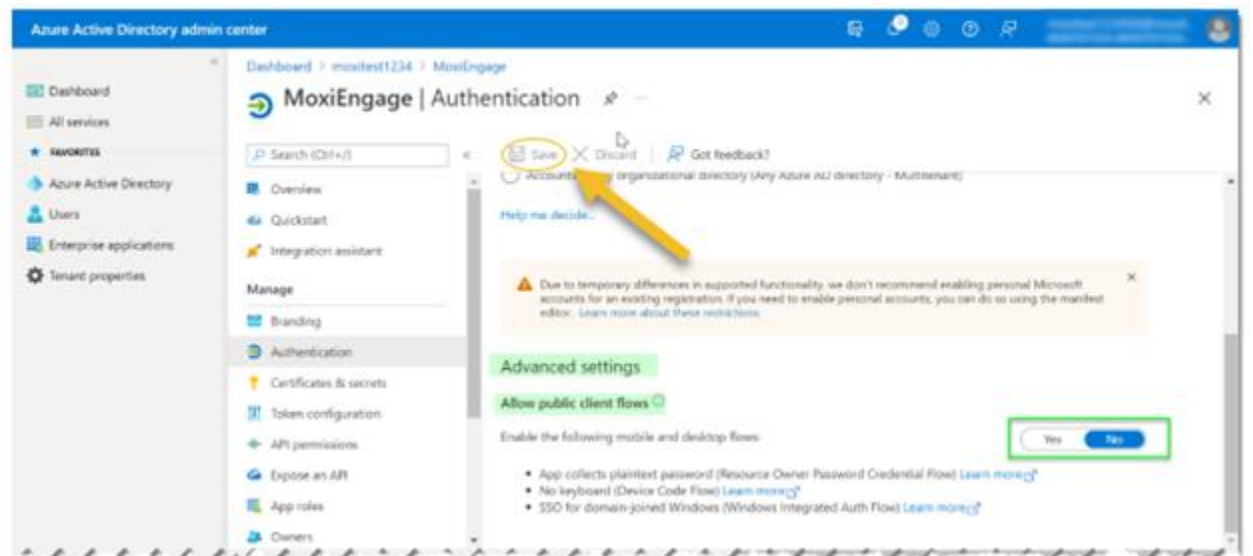 Azure Active Directory admin center
Dashboard > moxitest1234 > MoxiEngage
MoxiEngage | Authentication
Dashboard
All services
FAVORITES
Azure Active Directory
Users
Enterprise applications
Tenant properties
Search (Ctrl+/)
Overview
Quickstart
Integration assistant
Manage
Branding
Authentication
Certificates & secrets
Token configuration
API permissions
Expose an API
App roles
Owners
Save Discard Got feedback?
organizational directory (Any Azure AD directory - Multitenant)
Help me decide...
Due to temporary differences in supported functionality, we don't recommend enabling personal Microsoft
accounts for an existing registration. If you need to enable personal accounts, you can do so using the manifest
editor. Learn more about these restrictions.
Advanced settings
Allow public client flows
Enable the following mobile and desktop flows:
Yes No
• App collects plaintext password (Resource Owner Password Credential Flow) Learn more
• No keyboard (Device Code Flow) Learn more
• SSO for domain-joined Windows (Windows Integrated Auth Flow) Learn more